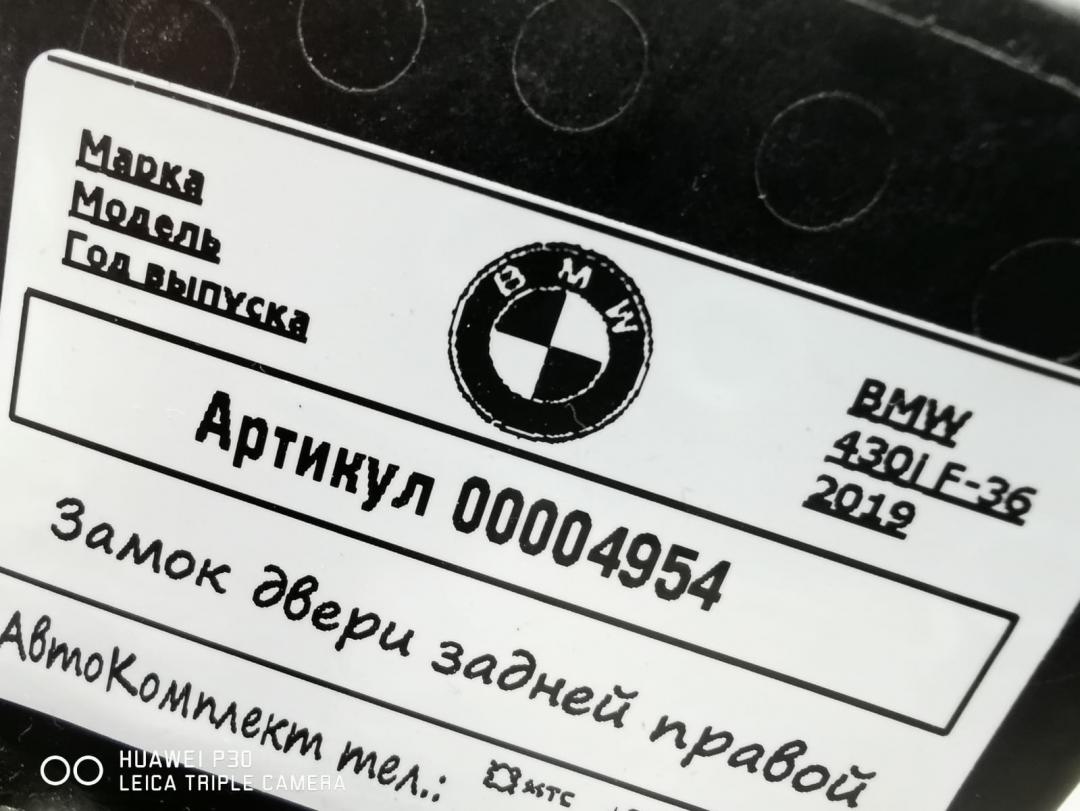 Марка
Модель
Год выпуска
BMW
BMW
430I F-36
2019
Артикул 00004954
Замок двери задней правой
АвтоКомплект тел.:
мтс
HUAWEI P30
LEICA TRIPLE CAMERA